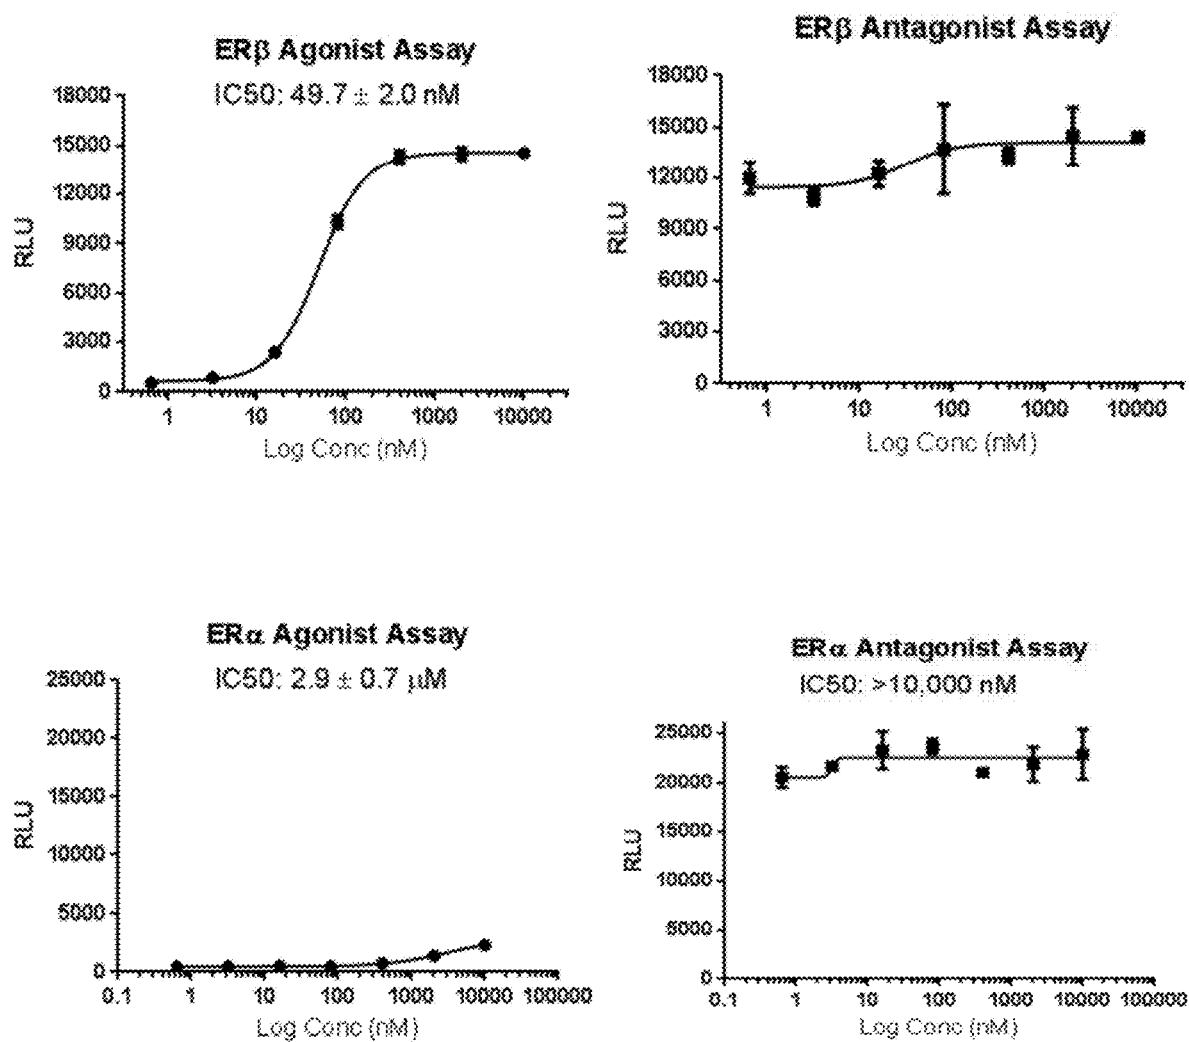 ERβ Agonist Assay
IC50: 49.7 ± 2.0 nM
18000
15000
12000
9000
6000
3000
0
RLU
1 10 100 1000 10000
Log Conc (nM)
ERβ Antagonist Assay
18000
15000
12000
9000
6000
3000
0
RLU
1 10 100 1000 10000
Log Conc (nM)
ERα Agonist Assay
IC50: 2.9 ± 0.7 μM
25000
20000
15000
10000
5000
0
RLU
0.1 1 10 100 1000 10000 100000
Log Conc (nM)
ERα Antagonist Assay
IC50: >10,000 nM
25000
20000
15000
10000
5000
0
RLU
0.1 1 10 100 1000 10000 100000
Log Conc (nM)